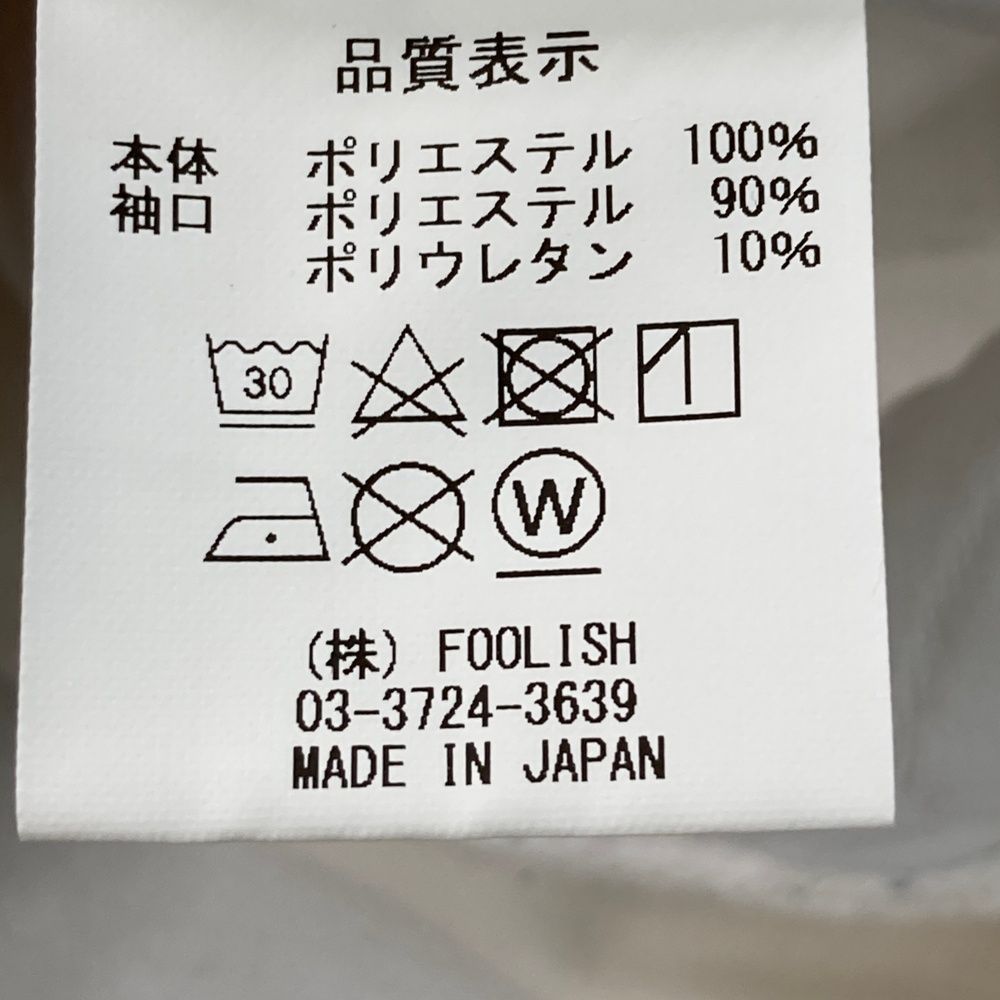 品質表示
本体 ポリエステル 100%
袖口 ポリエステル 90%
ポリウレタン 10%
30
W
(株) FOOLISH
03-3724-3639
MADE IN JAPAN